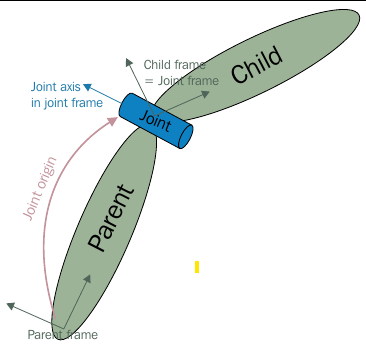 Child frame
= Joint frame
Child
Joint axis
in joint frame
Joint
Joint origin
Parent
Parent frame